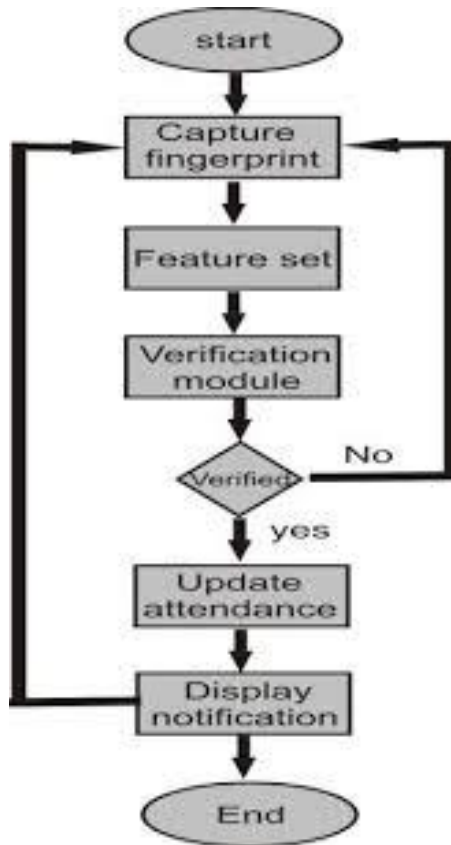 start
Capture
fingerprint
Feature set
Verification
module
No
Verified
yes
Update
attendance
Display
notification
End